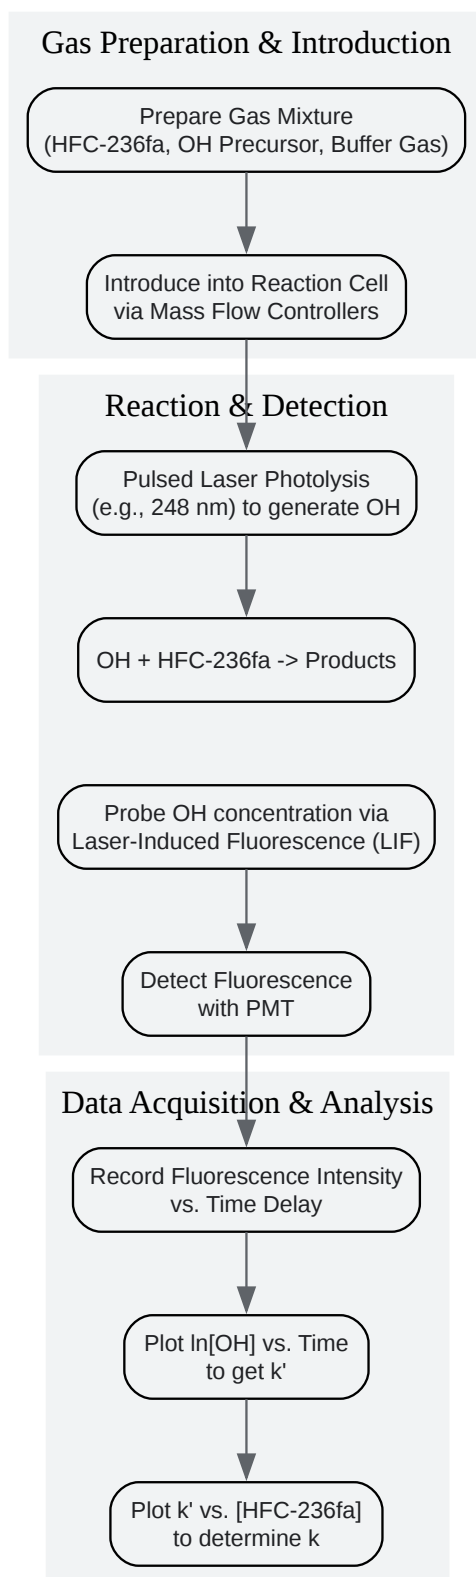 Gas Preparation & Introduction
Prepare Gas Mixture
(HFC-236fa, OH Precursor, Buffer Gas)
Introduce into Reaction Cell
via Mass Flow Controllers
Reaction & Detection
Pulsed Laser Photolysis
(e.g., 248 nm) to generate OH
OH + HFC-236fa -> Products
Probe OH concentration via
Laser-Induced Fluorescence (LIF)
Detect Fluorescence
with PMT
Data Acquisition & Analysis
Record Fluorescence Intensity
vs. Time Delay
Plot ln[OH] vs. Time
to get k'
Plot k' vs. [HFC-236fa]
to determine k